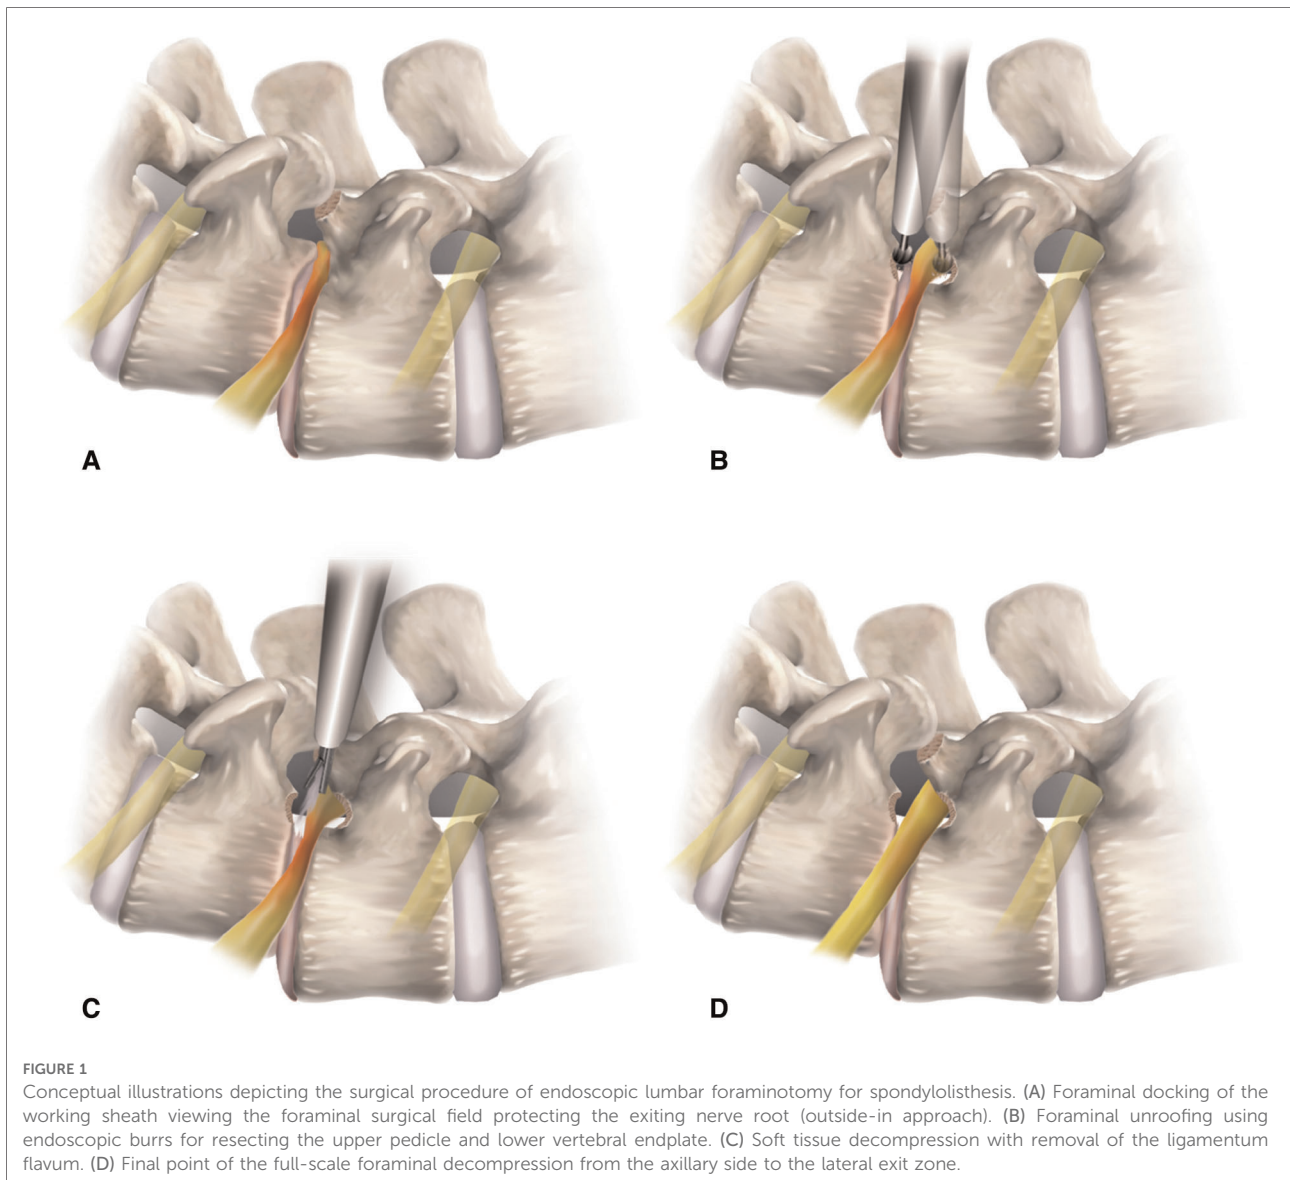 A
B
C
D
FIGURE 1
Conceptual illustrations depicting the surgical procedure of endoscopic lumbar foraminotomy for spondylolisthesis. (A) Foraminal docking of the
working sheath viewing the foraminal surgical field protecting the exiting nerve root (outside-in approach). (B) Foraminal unroofing using
endoscopic burrs for resecting the upper pedicle and lower vertebral endplate. (C) Soft tissue decompression with removal of the ligamentum
flavum. (D) Final point of the full-scale foraminal decompression from the axillary side to the lateral exit zone.